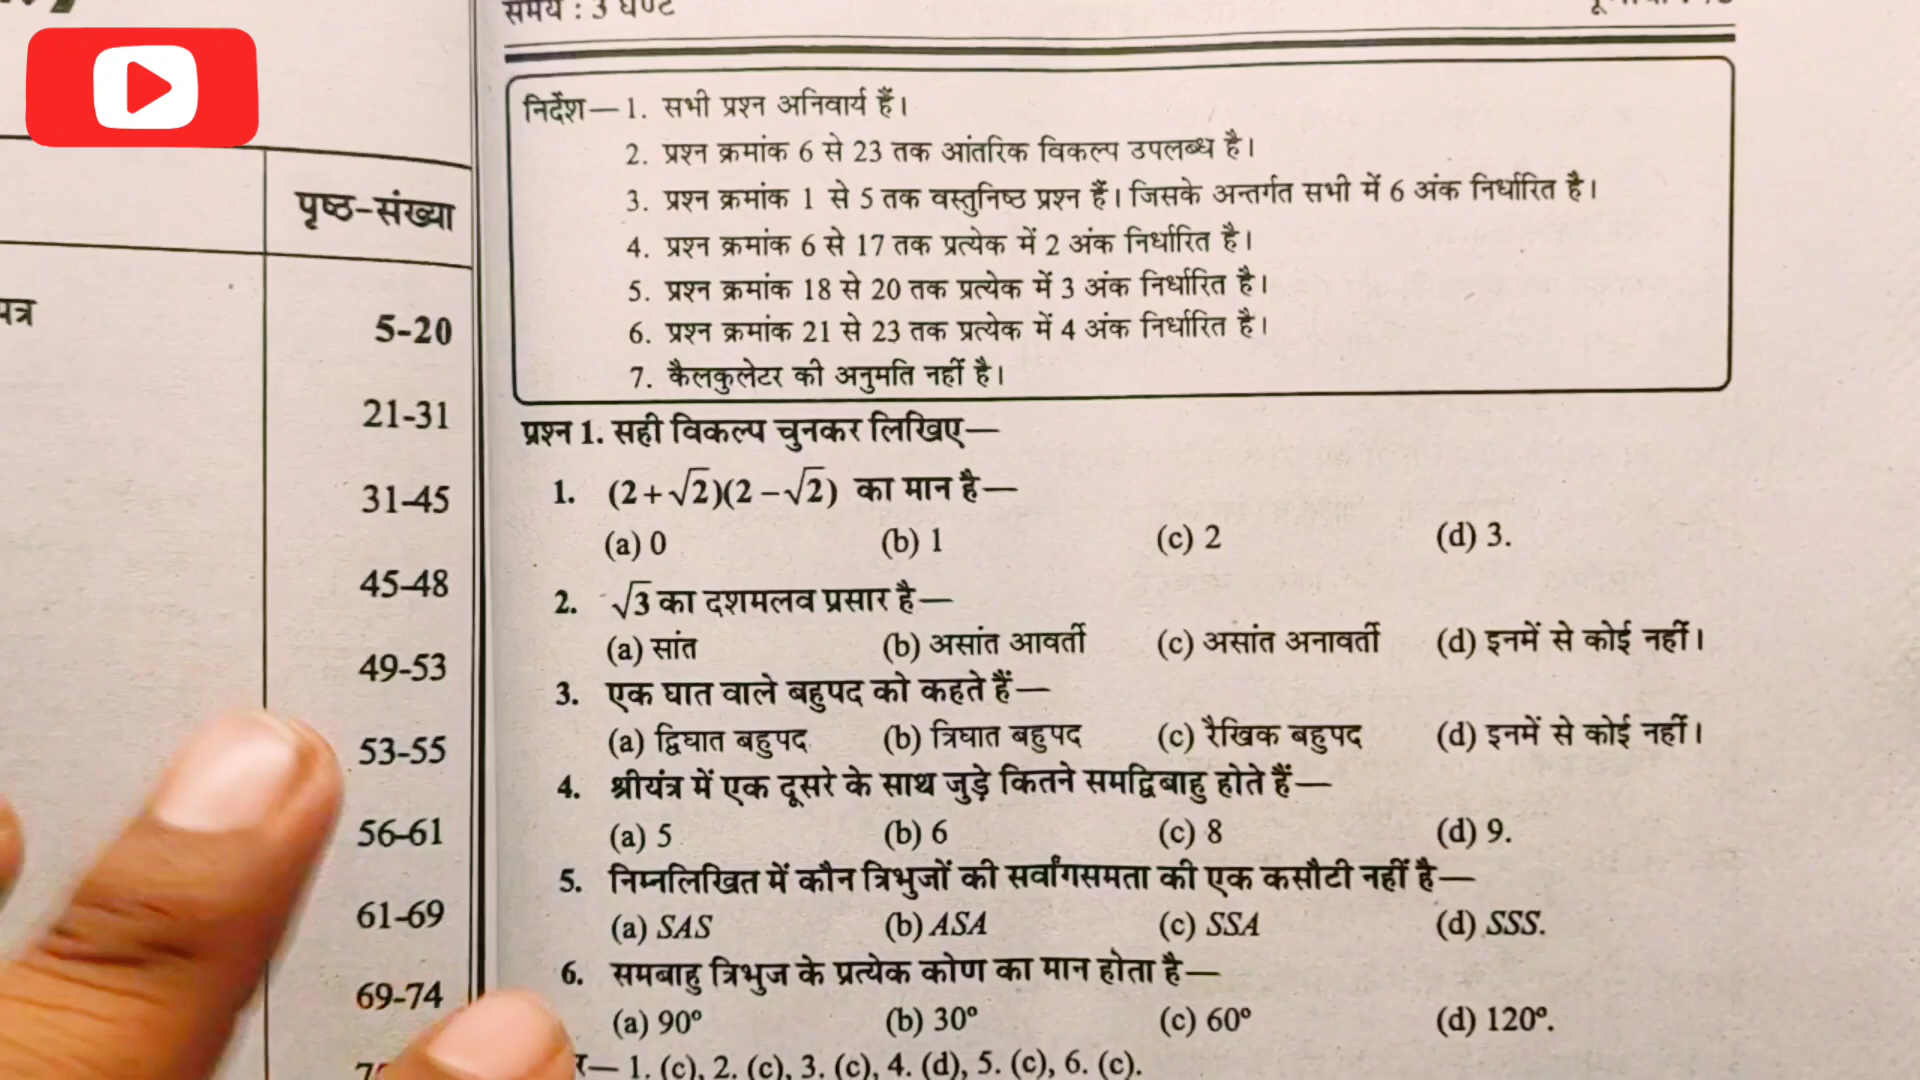 समय : 3 घण्टे
पृष्ठ-संख्या
पत्र
5-20
21-31
31-45
45-48
49-53
53-55
56-61
61-69
69-74
निर्देश— 1. सभी प्रश्न अनिवार्य हैं।
2. प्रश्न क्रमांक 6 से 23 तक आंतरिक विकल्प उपलब्ध है।
3. प्रश्न क्रमांक 1 से 5 तक वस्तुनिष्ठ प्रश्न हैं। जिसके अन्तर्गत सभी में 6 अंक निर्धारित है।
4. प्रश्न क्रमांक 6 से 17 तक प्रत्येक में 2 अंक निर्धारित है।
5. प्रश्न क्रमांक 18 से 20 तक प्रत्येक में 3 अंक निर्धारित है।
6. प्रश्न क्रमांक 21 से 23 तक प्रत्येक में 4 अंक निर्धारित है।
7. कैलकुलेटर की अनुमति नहीं है।
प्रश्न 1. सही विकल्प चुनकर लिखिए—
1. (2+√2)(2−√2) का मान है—
(a) 0 (b) 1 (c) 2 (d) 3.
2. √3 का दशमलव प्रसार है—
(a) सांत (b) असांत आवर्ती (c) असांत अनावर्ती (d) इनमें से कोई नहीं।
3. एक घात वाले बहुपद को कहते हैं—
(a) द्विघात बहुपद (b) त्रिघात बहुपद (c) रैखिक बहुपद (d) इनमें से कोई नहीं।
4. श्रीयंत्र में एक दूसरे के साथ जुड़े कितने समद्विबाहु होते हैं—
(a) 5 (b) 6 (c) 8 (d) 9.
5. निम्नलिखित में कौन त्रिभुजों की सर्वांगसमता की एक कसौटी नहीं है—
(a) SAS (b) ASA (c) SSA (d) SSS.
6. समबाहु त्रिभुज के प्रत्येक कोण का मान होता है—
(a) 90° (b) 30° (c) 60° (d) 120°.
1. (c), 2. (c), 3. (c), 4. (d), 5. (c), 6. (c).